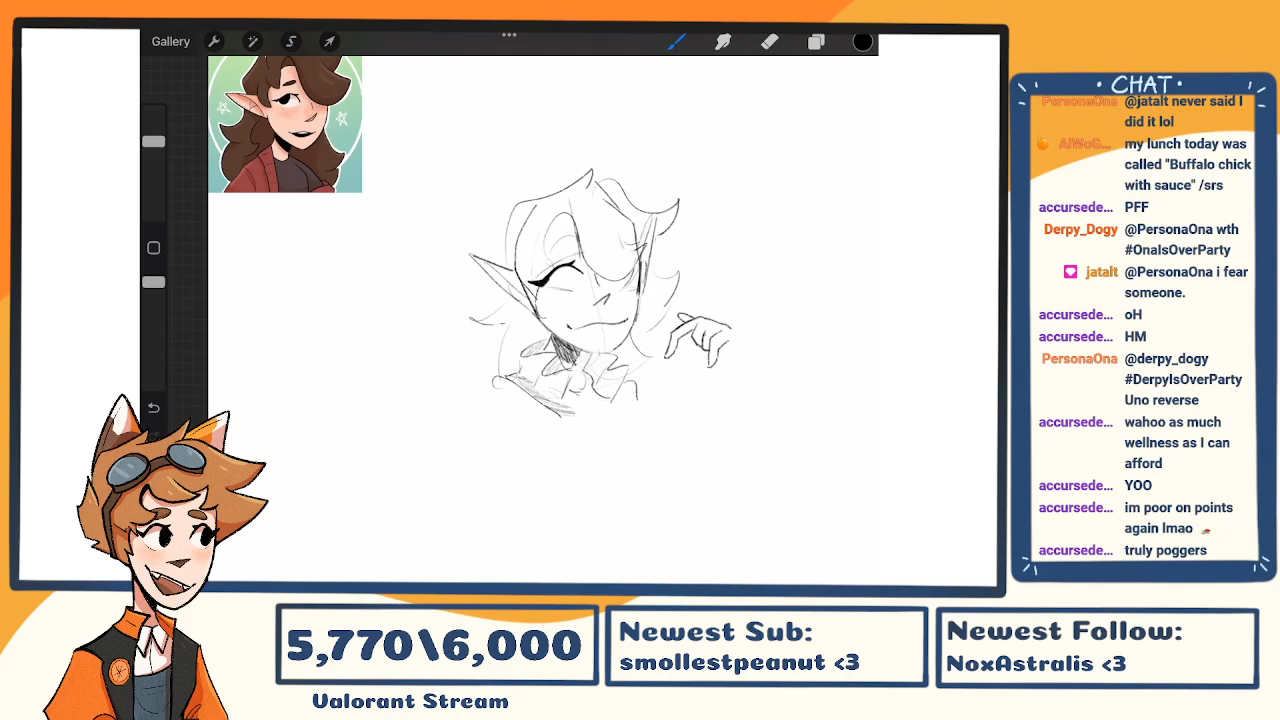 Gallery
• CHAT •
PersonaOna @jatalt never said I
did it lol
AlWoG... my lunch today was
called "Buffalo chick
with sauce" /srs
accursede... PFF
Derpy_Dogy @PersonaOna wth
#OnaIsOverParty
jatalt @PersonaOna i fear
someone.
accursede... oH
accursede... HM
PersonaOna @derpy_dogy
#DerpyIsOverParty
Uno reverse
accursede... wahoo as much
wellness as I can
afford
accursede... YOO
accursede... im poor on points
again lmao
accursede... truly poggers
5,770\6,000
Valorant Stream
Newest Sub:
smollestpeanut <3
Newest Follow:
NoxAstralis <3